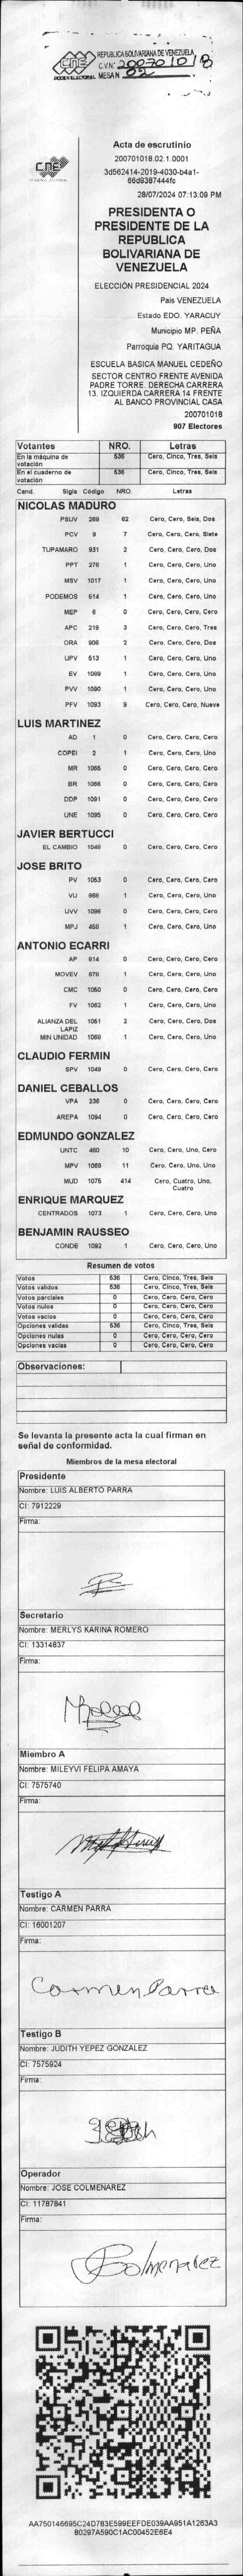 CNE
PODER ELECTORAL
REPUBLICA BOLIVARIANA DE VENEZUELA
C.V.N° 200701018
MESA N° 02
CNE
Acta de escrutinio
200701018.02.1.0001
3d562414-2019-4030-b4a1-
66d9387444fc
28/07/2024 07:13:09 PM
PRESIDENTA O
PRESIDENTE DE LA
REPUBLICA
BOLIVARIANA DE
VENEZUELA
ELECCIÓN PRESIDENCIAL 2024
Pais VENEZUELA
Estado EDO. YARACUY
Municipio MP. PEÑA
Parroquia PQ. YARITAGUA
ESCUELA BASICA MANUEL CEDEÑO
SECTOR CENTRO FRENTE AVENIDA
PADRE TORRE. DERECHA CARRERA
13. IZQUIERDA CARRERA 14 FRENTE
AL BANCO PROVINCIAL CASA
200701018
907 Electores
Votantes NRO. Letras
En la máquina de votación 536 Cero, Cinco, Tres, Seis
En el cuaderno de votación 536 Cero, Cinco, Tres, Seis
Cand. Sigla Código NRO. Letras
NICOLAS MADURO
PSUV 269 62 Cero, Cero, Seis, Dos
PCV 9 7 Cero, Cero, Cero, Siete
TUPAMARO 931 2 Cero, Cero, Cero, Dos
PPT 276 1 Cero, Cero, Cero, Uno
MSV 1017 1 Cero, Cero, Cero, Uno
PODEMOS 514 1 Cero, Cero, Cero, Uno
MEP 6 0 Cero, Cero, Cero, Cero
APC 219 3 Cero, Cero, Cero, Tres
ORA 906 2 Cero, Cero, Cero, Dos
UPV 513 1 Cero, Cero, Cero, Uno
EV 1089 1 Cero, Cero, Cero, Uno
PVV 1090 1 Cero, Cero, Cero, Uno
PFV 1093 9 Cero, Cero, Cero, Nueve
LUIS MARTINEZ
AD 1 0 Cero, Cero, Cero, Cero
COPEI 2 1 Cero, Cero, Cero, Uno
MR 1065 0 Cero, Cero, Cero, Cero
BR 1066 0 Cero, Cero, Cero, Cero
DDP 1091 0 Cero, Cero, Cero, Cero
UNE 1095 0 Cero, Cero, Cero, Cero
JAVIER BERTUCCI
EL CAMBIO 1048 0 Cero, Cero, Cero, Cero
JOSE BRITO
PV 1053 0 Cero, Cero, Cero, Cero
VU 868 1 Cero, Cero, Cero, Uno
UVV 1096 0 Cero, Cero, Cero, Cero
MPJ 458 1 Cero, Cero, Cero, Uno
ANTONIO ECARRI
AP 814 0 Cero, Cero, Cero, Cero
MOVEV 878 1 Cero, Cero, Cero, Uno
CMC 1050 0 Cero, Cero, Cero, Cero
FV 1062 1 Cero, Cero, Cero, Uno
ALIANZA DEL LAPIZ 1051 2 Cero, Cero, Cero, Dos
MIN UNIDAD 1068 1 Cero, Cero, Cero, Uno
CLAUDIO FERMIN
SPV 1049 0 Cero, Cero, Cero, Cero
DANIEL CEBALLOS
VPA 236 0 Cero, Cero, Cero, Cero
AREPA 1094 0 Cero, Cero, Cero, Cero
EDMUNDO GONZALEZ
UNTC 460 10 Cero, Cero, Uno, Cero
MPV 1069 11 Cero, Cero, Uno, Uno
MUD 1075 414 Cero, Cuatro, Uno, Cuatro
ENRIQUE MARQUEZ
CENTRADOS 1073 1 Cero, Cero, Cero, Uno
BENJAMIN RAUSSEO
CONDE 1092 1 Cero, Cero, Cero, Uno
Resumen de votos
Votos 536 Cero, Cinco, Tres, Seis
Votos validos 536 Cero, Cinco, Tres, Seis
Votos parciales 0 Cero, Cero, Cero, Cero
Votos nulos 0 Cero, Cero, Cero, Cero
Votos vacíos 0 Cero, Cero, Cero, Cero
Opciones validas 536 Cero, Cinco, Tres, Seis
Opciones nulas 0 Cero, Cero, Cero, Cero
Opciones vacías 0 Cero, Cero, Cero, Cero
Observaciones:
Se levanta la presente acta la cual firman en
señal de conformidad.
Miembros de la mesa electoral
Presidente
Nombre: LUIS ALBERTO PARRA
CI: 7912229
Firma:
Secretario
Nombre: MERLYS KARINA ROMERO
CI: 13314837
Firma:
Miembro A
Nombre: MILEYVI FELIPA AMAYA
CI: 7575740
Firma:
Testigo A
Nombre: CARMEN PARRA
CI: 16001207
Firma:
Carmen Parra
Testigo B
Nombre: JUDITH YEPEZ GONZALEZ
CI: 7575924
Firma:
Operador
Nombre: JOSE COLMENAREZ
CI: 11787841
Firma:
Colmenarez
AA750146695C24D783E599EEFDE039AA951A1263A3
80297A590C1AC00452E6E4